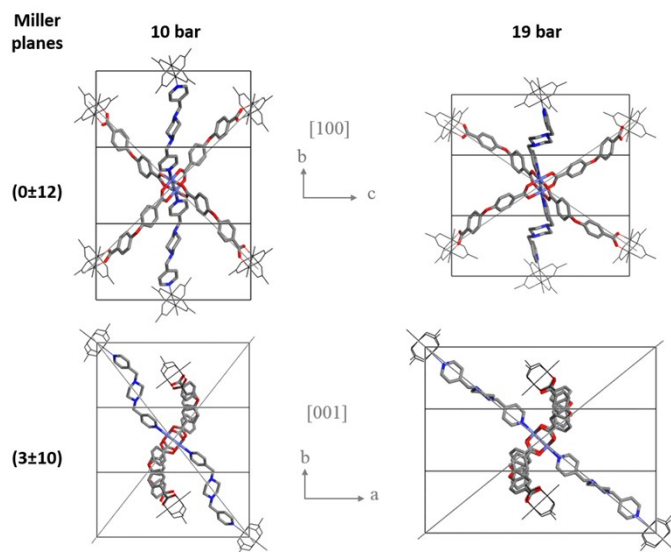 Miller
planes
10 bar
19 bar
[100]
b
c
(0±12)
[001]
b
a
(3±10)